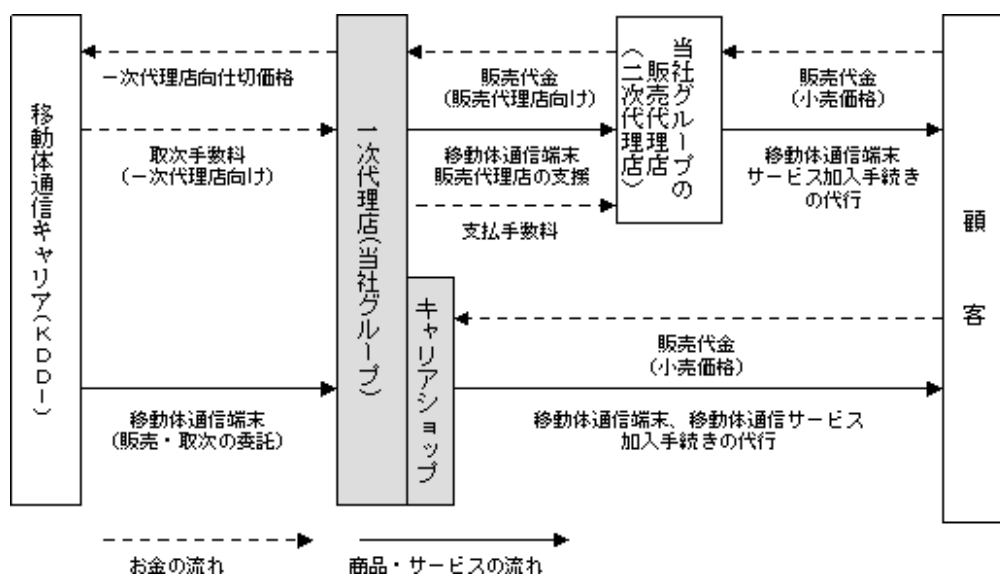 移動体通信キャリア(KDDI)
一次代理店向仕切価格
取次手数料
(一次代理店向け)
移動体通信端末
(販売・取次の委託)
一次代理店(当社グループ)
キャリアショップ
販売代金
(販売代理店向け)
移動体通信端末
販売代理店の支援
支払手数料
当社グループの
販売代理店
(二次代理店)
販売代金
(小売価格)
移動体通信端末
サービス加入手続き
の代行
販売代金
(小売価格)
移動体通信端末、移動体通信サービス
加入手続きの代行
顧客
お金の流れ
商品・サービスの流れ